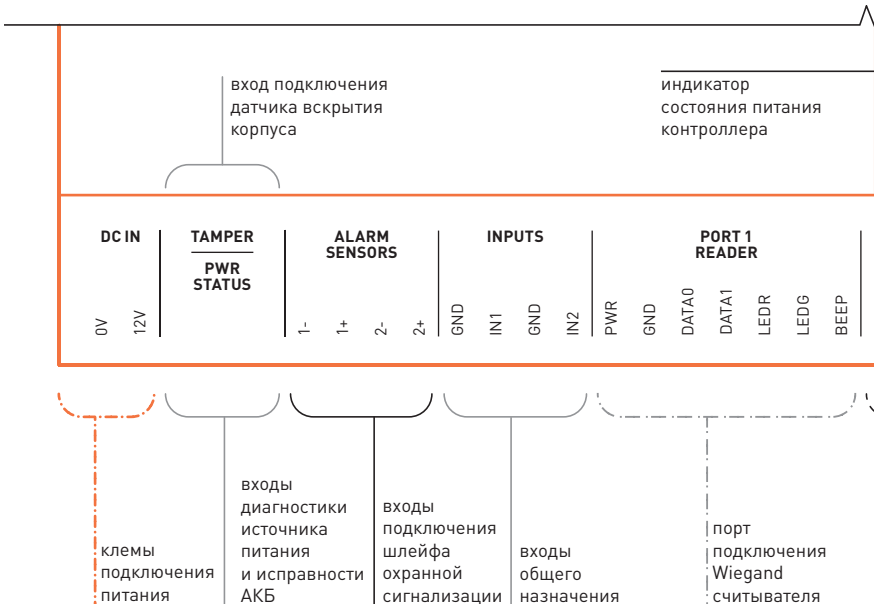 вход подключения
датчика вскрытия
корпуса
индикатор
состояния питания
контроллера
DC IN
TAMPER
PWR
STATUS
ALARM
SENSORS
INPUTS
PORT 1
READER
0V
12V
1-
1+
2-
2+
GND
IN1
GND
IN2
PWR
GND
DATA0
DATA1
LEDR
LEDG
BEEP
клемы
подключения
питания
входы
диагностики
источника
питания
и исправности
АКБ
входы
подключения
шлейфа
охранной
сигнализации
входы
общего
назначения
порт
подключения
Wiegand
считывателя